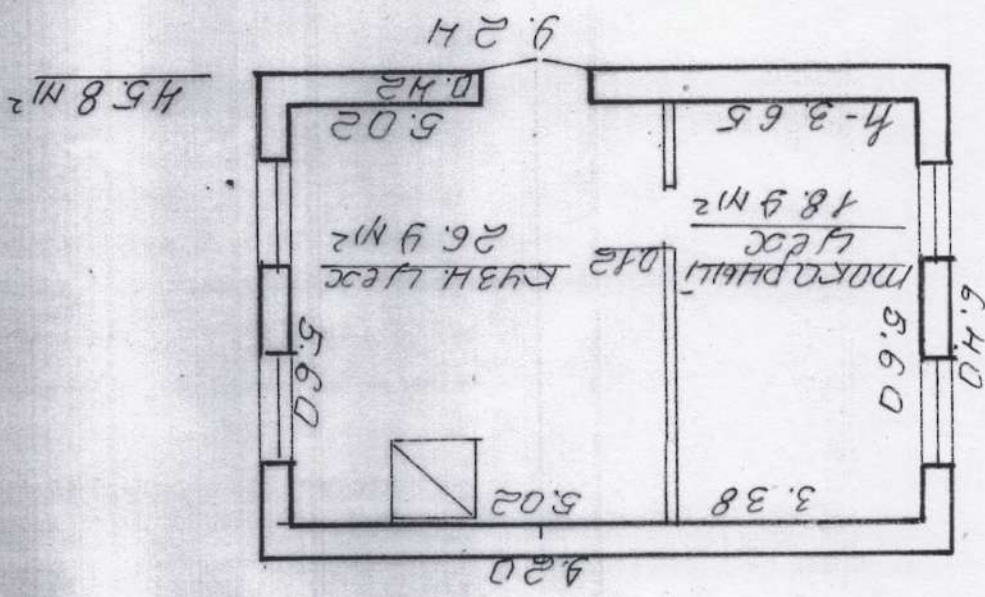 9.20
3.38
5.02
5.60
6.40
5.60
токарный
цех
18.9 м²
0.12
кузн. цех
26.9 м²
h-3.65
5.02
0.42
45.8 м²
9.24